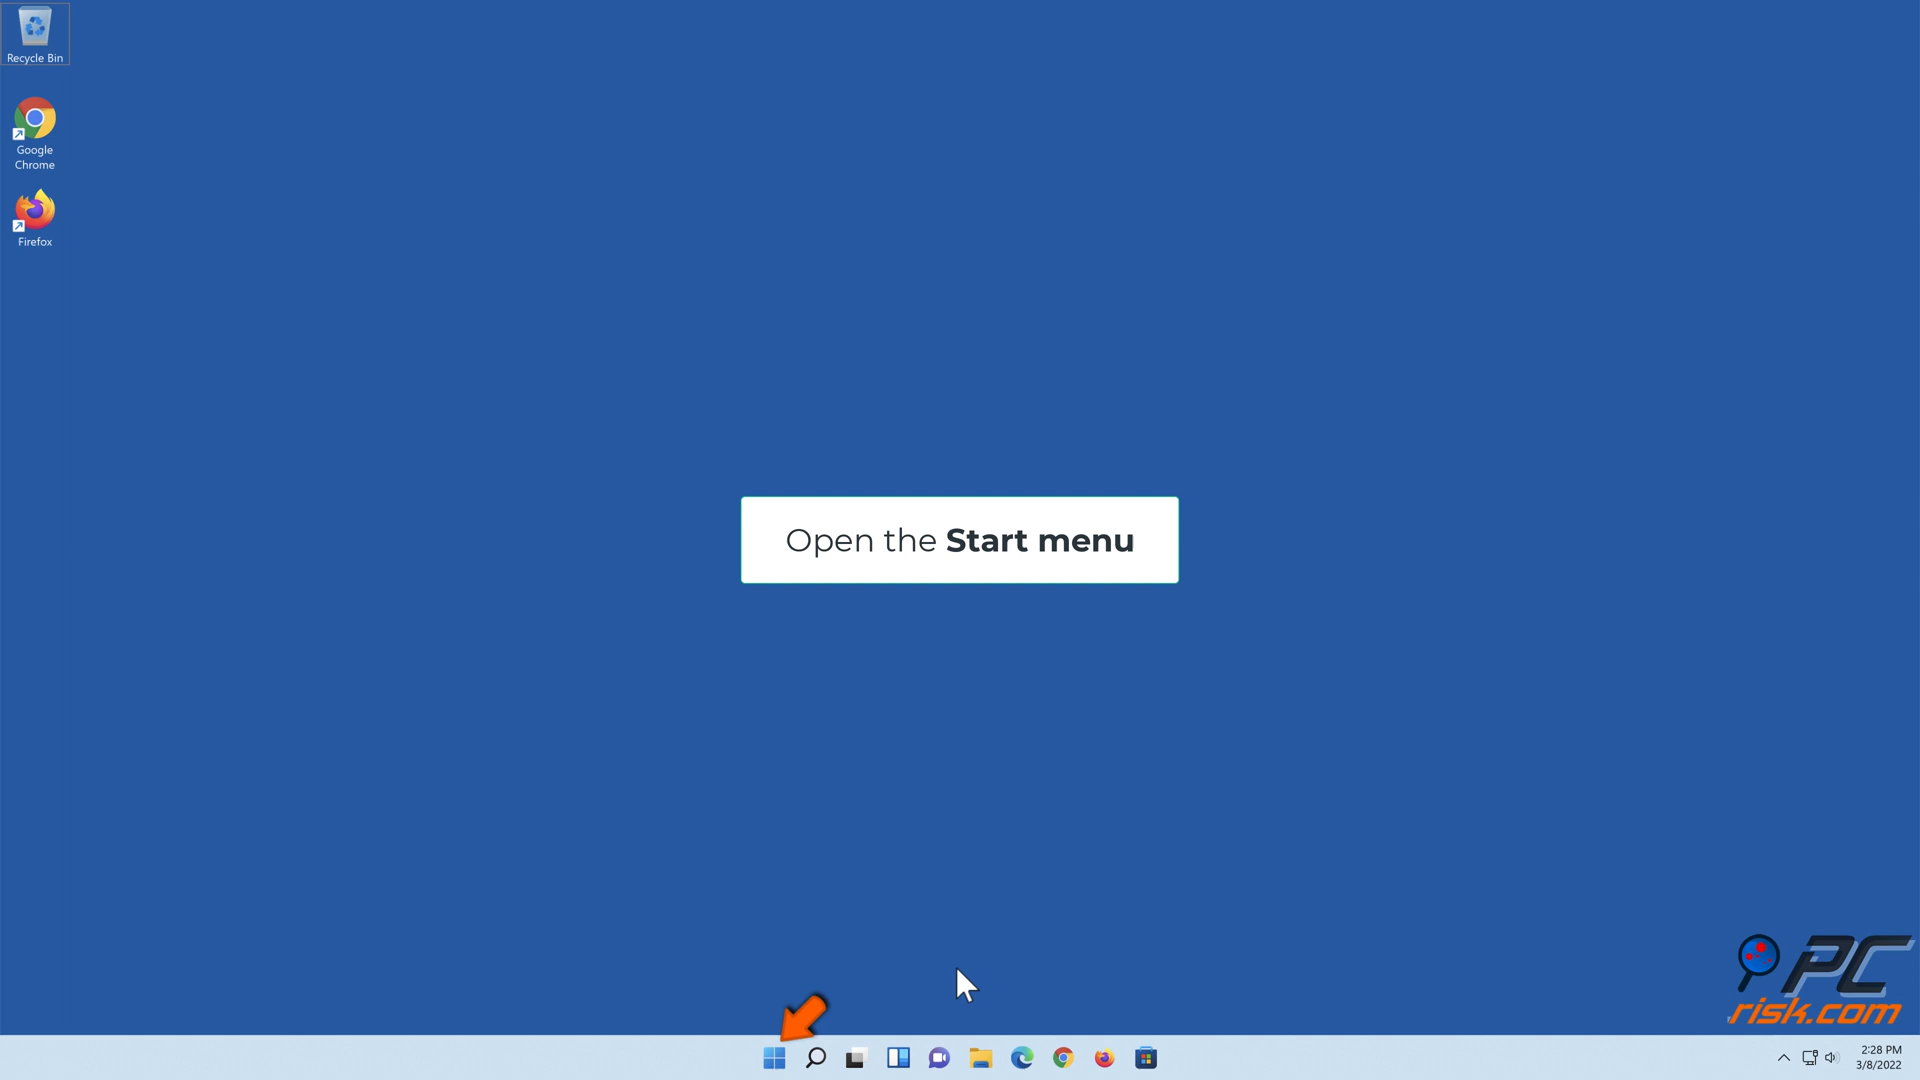 Recycle Bin
Google
Chrome
Firefox
Open the Start menu
PC
risk.com
2:28 PM
3/8/2022